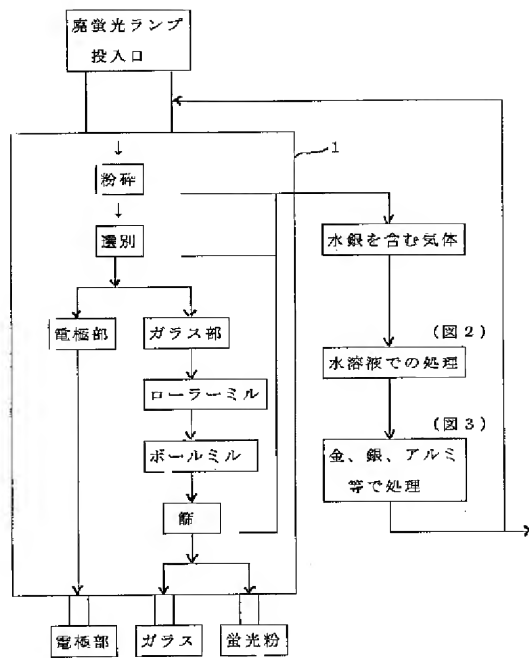 廃蛍光ランプ
投入口
1
粉砕
選別
水銀を含む気体
電極部
ガラス部
(図2)
水溶液での処理
ローラーミル
(図3)
ボールミル
金、銀、アルミ
等で処理
篩
電極部
ガラス
蛍光粉